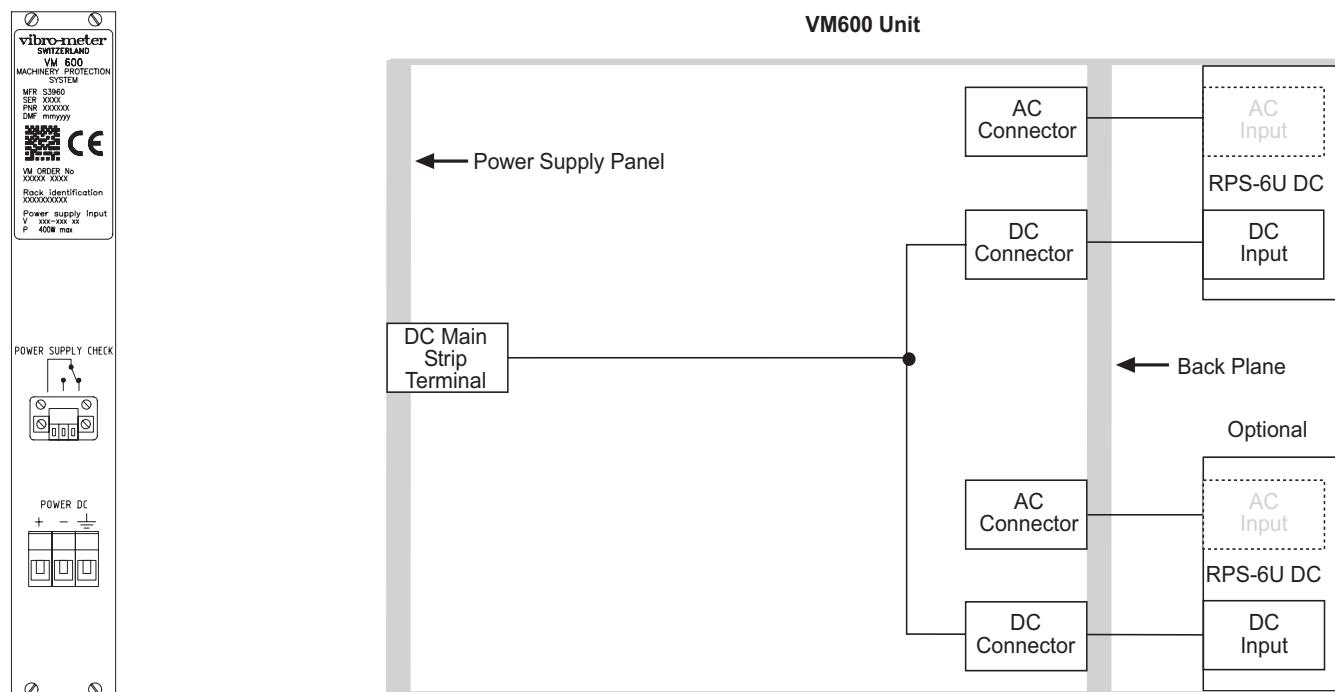 vibro-meter
SWITZERLAND
VM 600
MACHINERY PROTECTION
SYSTEM
MFR S3960
SER XXXX
PNR XXXXXX
DMF mmyyyy
CE
VM ORDER No
XXXXX XXXX
Rack identification
XXXXXXXXXX
Power supply input
V xxx-xxx xx
P 400W max
POWER SUPPLY CHECK
POWER DC
+ -
VM600 Unit
Power Supply Panel
AC
Connector
AC
Input
RPS-6U DC
DC
Connector
DC
Input
DC Main
Strip
Terminal
Back Plane
Optional
AC
Connector
AC
Input
RPS-6U DC
DC
Connector
DC
Input